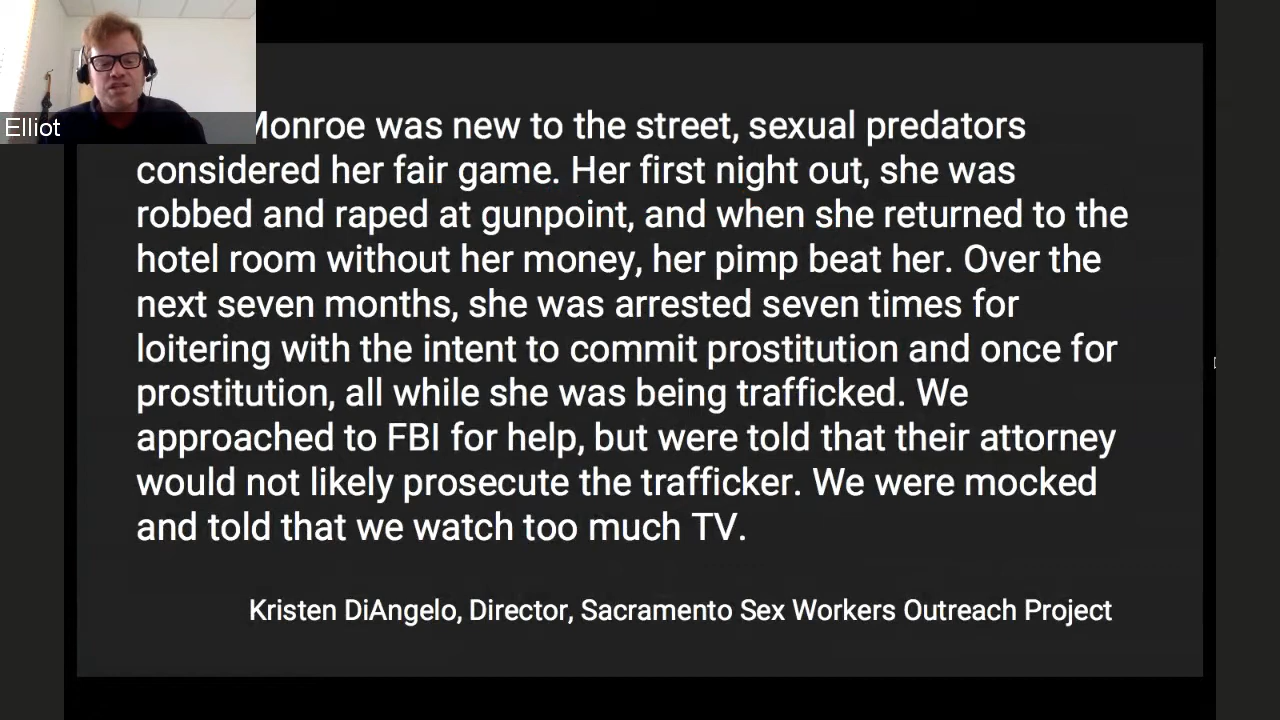 Elliot
Monroe was new to the street, sexual predators
considered her fair game. Her first night out, she was
robbed and raped at gunpoint, and when she returned to the
hotel room without her money, her pimp beat her. Over the
next seven months, she was arrested seven times for
loitering with the intent to commit prostitution and once for
prostitution, all while she was being trafficked. We
approached to FBI for help, but were told that their attorney
would not likely prosecute the trafficker. We were mocked
and told that we watch too much TV.
Kristen DiAngelo, Director, Sacramento Sex Workers Outreach Project